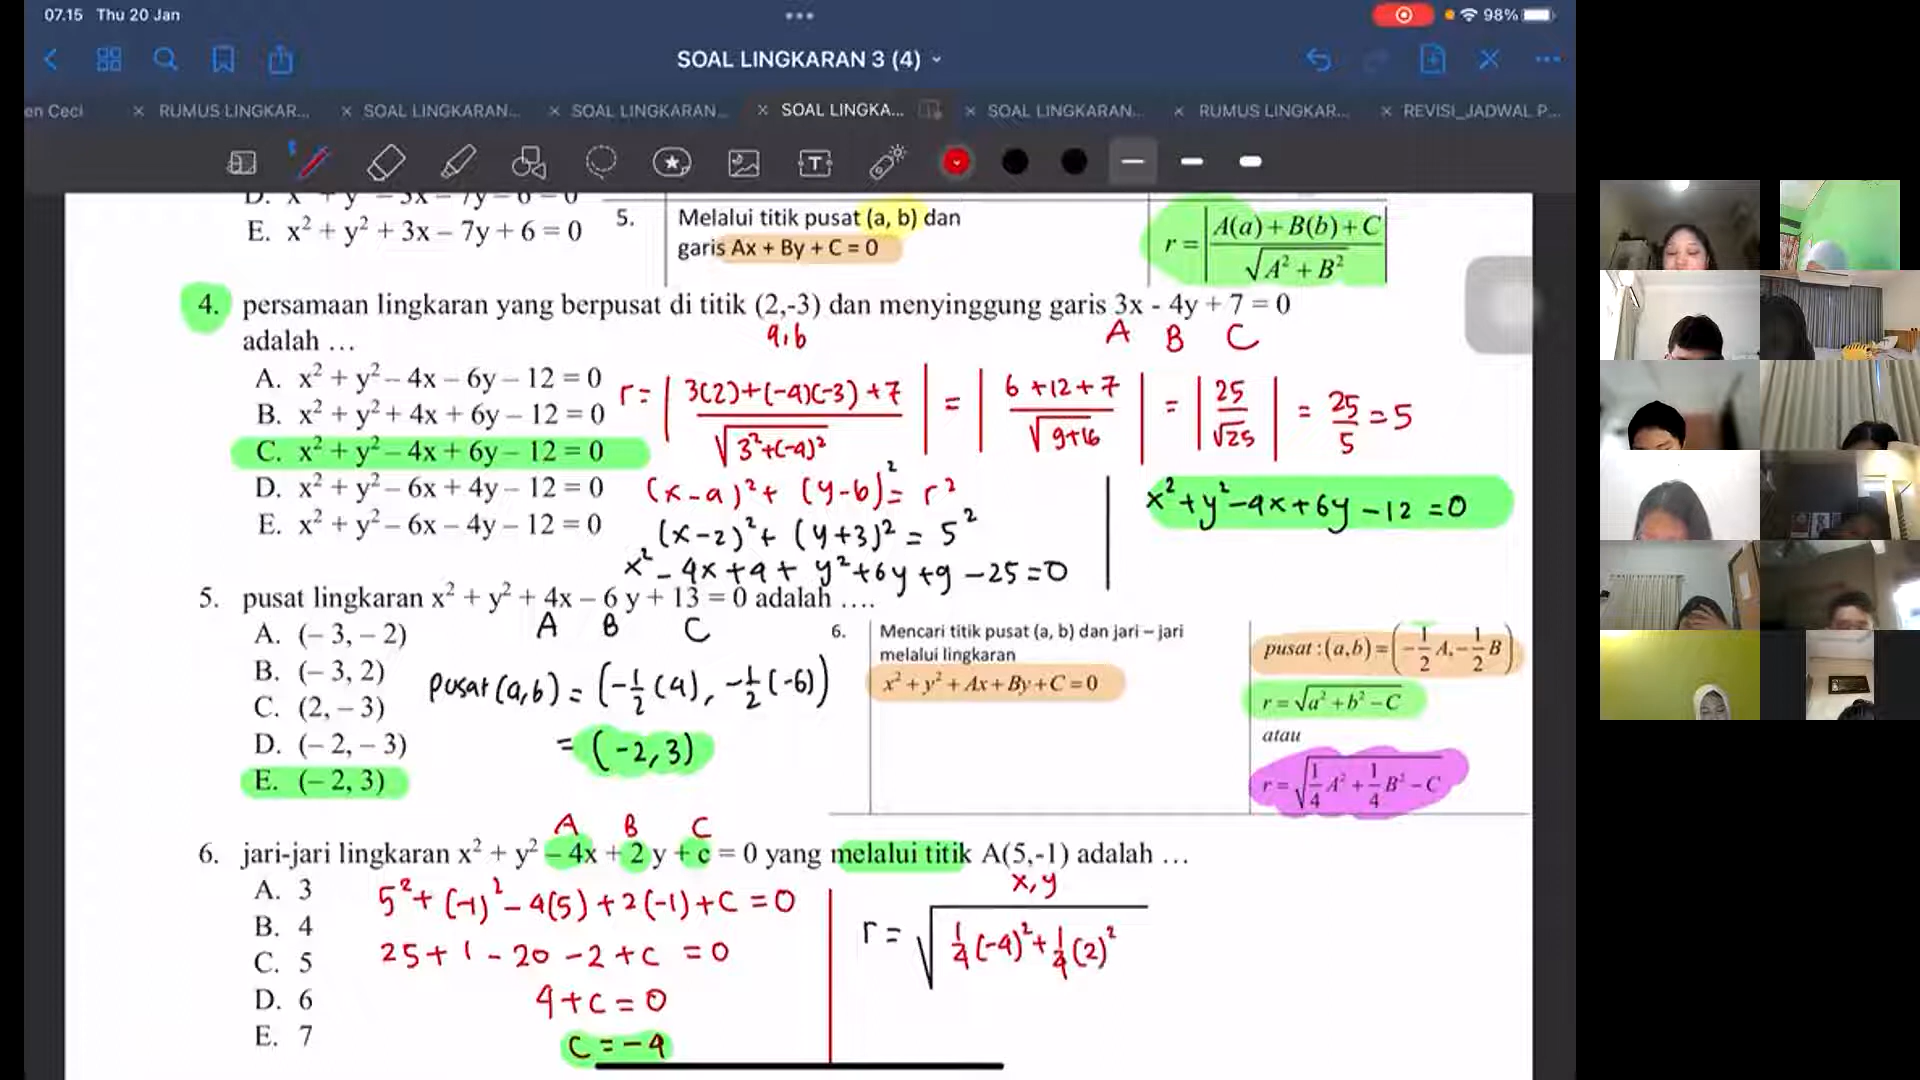 07.15 Thu 20 Jan
98%
SOAL LINGKARAN 3 (4)
en Ceci
RUMUS LINGKAR...
SOAL LINGKARAN...
SOAL LINGKARAN...
SOAL LINGKA...
SOAL LINGKARAN...
RUMUS LINGKAR...
REVISI_JADWAL P...
E. x² + y² + 3x – 7y + 6 = 0
5. Melalui titik pusat (a, b) dan
garis Ax + By + C = 0
r = |A(a) + B(b) + C / √A² + B²|
4. persamaan lingkaran yang berpusat di titik (2,-3) dan menyinggung garis 3x - 4y + 7 = 0
a,b A B C
adalah …
A. x² + y² – 4x – 6y – 12 = 0
B. x² + y² + 4x + 6y – 12 = 0
C. x² + y² – 4x + 6y – 12 = 0
D. x² + y² – 6x + 4y – 12 = 0
E. x² + y² – 6x – 4y – 12 = 0
r = |3(2)+(-4)(-3)+7 / √3²+(-4)²| = |6+12+7 / √9+16| = |25/√25| = 25/5 = 5
(x-a)² + (y-b)² = r²
(x-2)² + (y+3)² = 5²
x² - 4x + 4 + y² + 6y + 9 - 25 = 0
x² + y² - 4x + 6y - 12 = 0
5. pusat lingkaran x² + y² + 4x – 6 y + 13 = 0 adalah ….
A B C
A. (– 3, – 2)
B. (– 3, 2)
C. (2, – 3)
D. (– 2, – 3)
E. (– 2, 3)
pusat (a,b) = (-1/2 (4), -1/2 (-6))
= (-2, 3)
6. Mencari titik pusat (a, b) dan jari – jari
melalui lingkaran
x² + y² + Ax + By + C = 0
pusat : (a,b) = (-1/2 A, -1/2 B)
r = √a² + b² – C
atau
r = √1/4 A² + 1/4 B² – C
A B C
6. jari-jari lingkaran x² + y² – 4x + 2 y + c = 0 yang melalui titik A(5,-1) adalah …
x, y
A. 3
B. 4
C. 5
D. 6
E. 7
5² + (-1)² - 4(5) + 2(-1) + C = 0
25 + 1 - 20 - 2 + C = 0
4 + C = 0
C = -4
r = √1/4 (-4)² + 1/4 (2)²